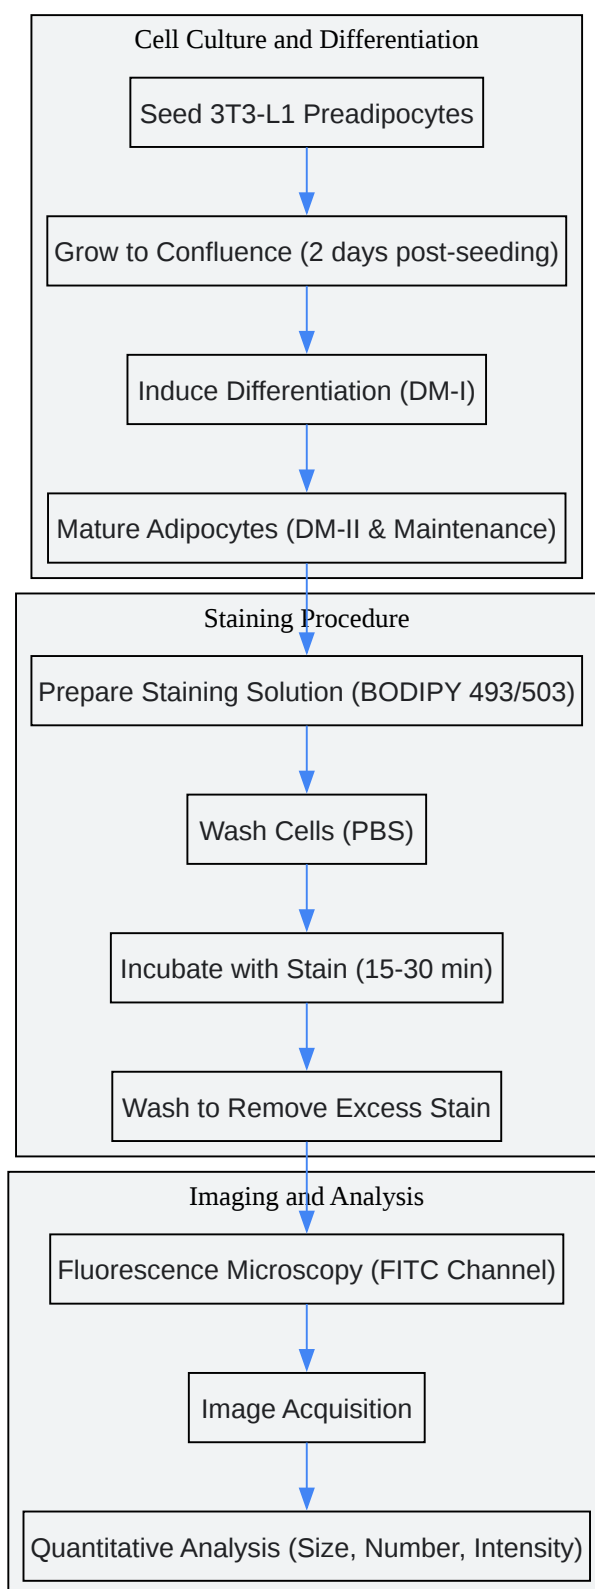 Cell Culture and Differentiation
Seed 3T3-L1 Preadipocytes
Grow to Confluence (2 days post-seeding)
Induce Differentiation (DM-I)
Mature Adipocytes (DM-II & Maintenance)
Staining Procedure
Prepare Staining Solution (BODIPY 493/503)
Wash Cells (PBS)
Incubate with Stain (15-30 min)
Wash to Remove Excess Stain
Imaging and Analysis
Fluorescence Microscopy (FITC Channel)
Image Acquisition
Quantitative Analysis (Size, Number, Intensity)